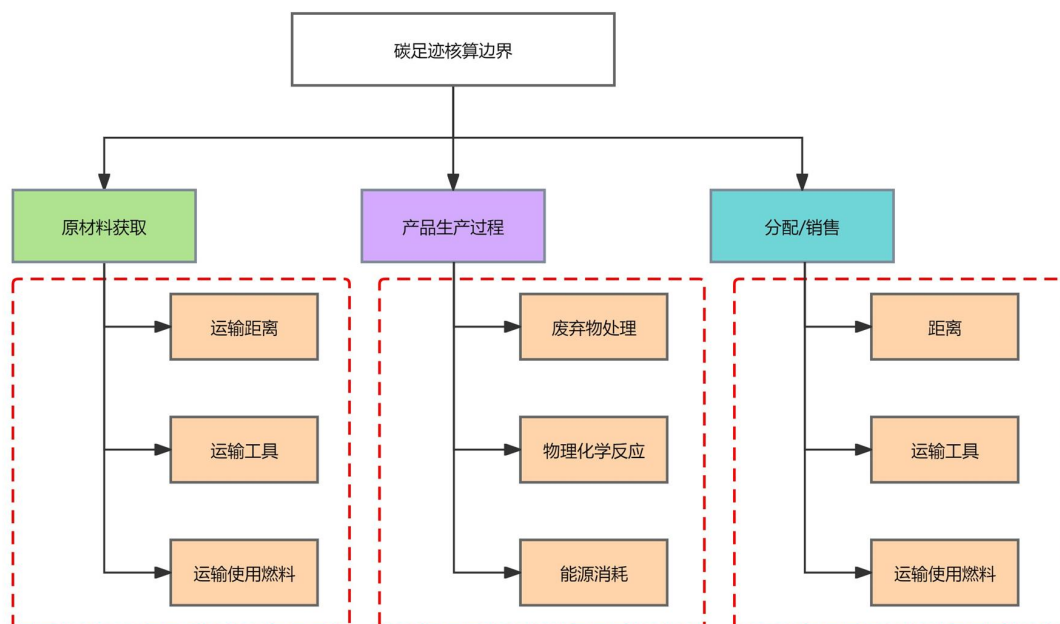 碳足迹核算边界
原材料获取
产品生产过程
分配/销售
运输距离
废弃物处理
距离
运输工具
物理化学反应
运输工具
运输使用燃料
能源消耗
运输使用燃料